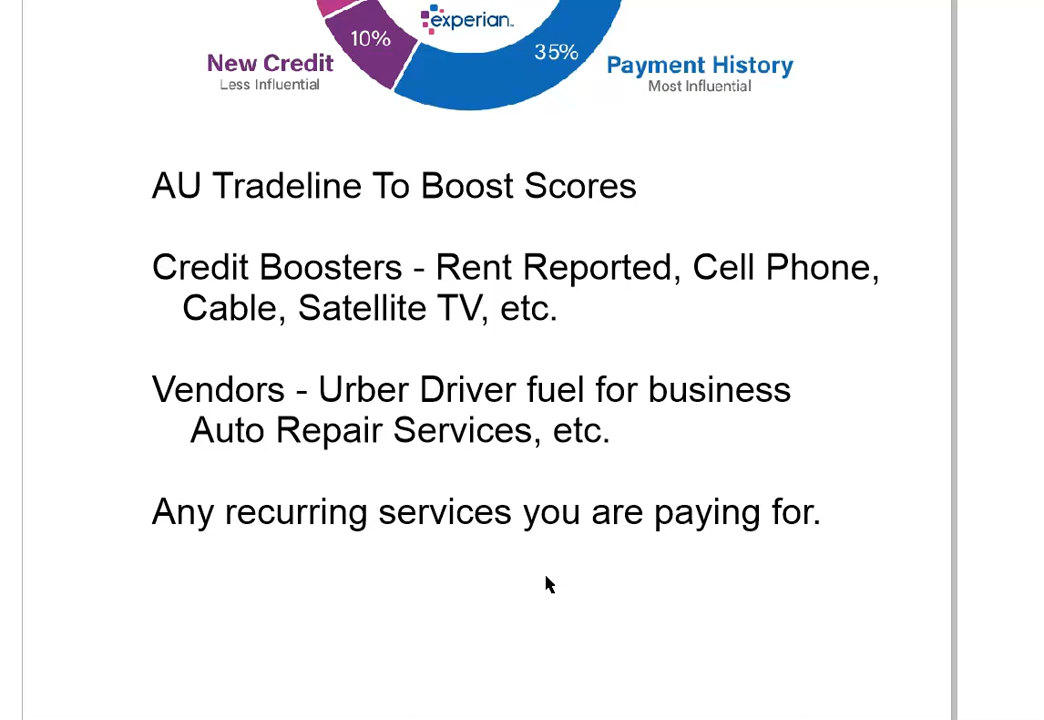 experian.
10%
35%
New Credit
Less Influential
Payment History
Most Influential
AU Tradeline To Boost Scores
Credit Boosters - Rent Reported, Cell Phone,
Cable, Satellite TV, etc.
Vendors - Urber Driver fuel for business
Auto Repair Services, etc.
Any recurring services you are paying for.